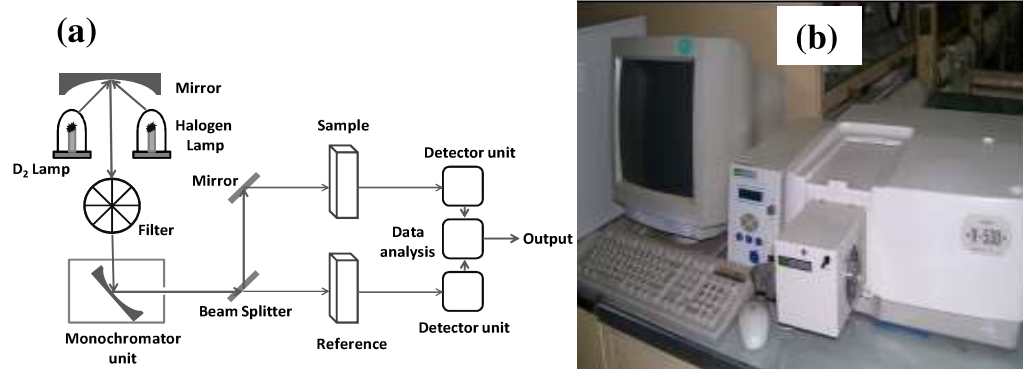 (a)
Mirror
Halogen
Lamp
D₂ Lamp
Filter
Monochromator
unit
Mirror
Beam Splitter
Sample
Reference
Detector unit
Data
analysis
Output
Detector unit
(b)